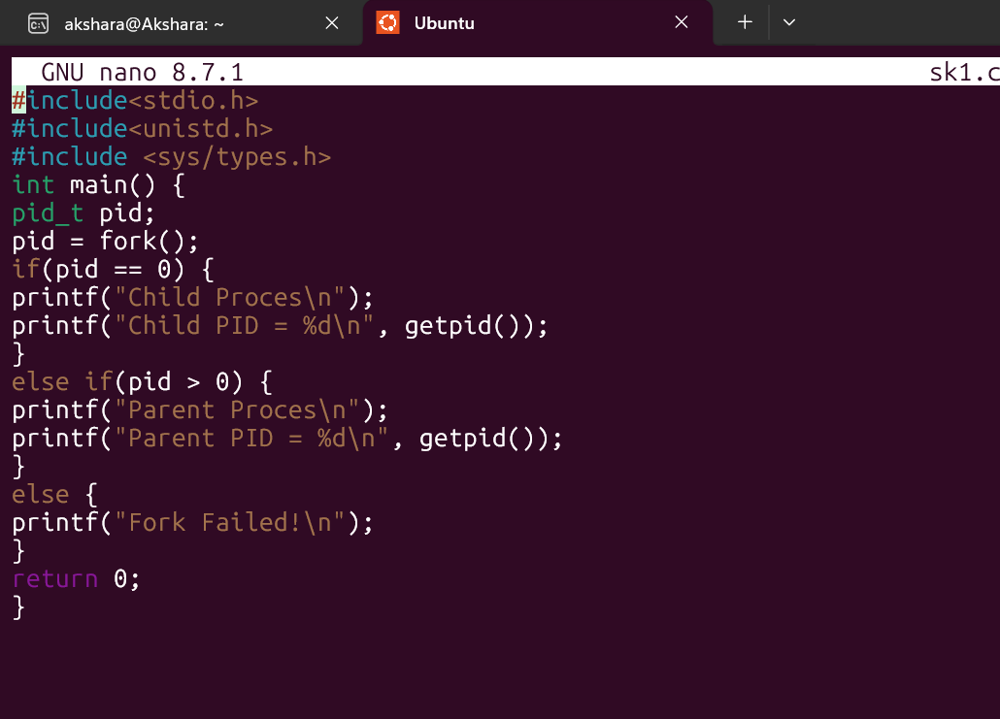 akshara@Akshara: ~
Ubuntu
GNU nano 8.7.1 sk1.c
#include<stdio.h>
#include<unistd.h>
#include <sys/types.h>
int main() {
pid_t pid;
pid = fork();
if(pid == 0) {
printf("Child Proces\n");
printf("Child PID = %d\n", getpid());
}
else if(pid > 0) {
printf("Parent Proces\n");
printf("Parent PID = %d\n", getpid());
}
else {
printf("Fork Failed!\n");
}
return 0;
}